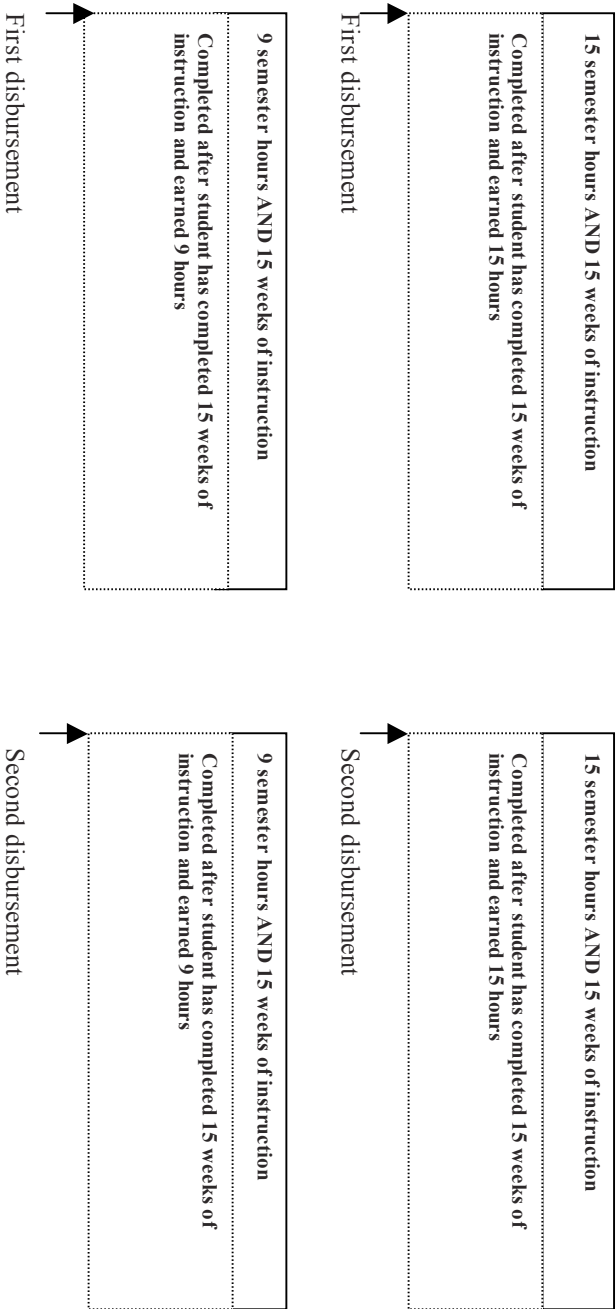 15 semester hours AND 15 weeks of instruction
Completed after student has completed 15 weeks of
instruction and earned 15 hours
First disbursement
15 semester hours AND 15 weeks of instruction
Completed after student has completed 15 weeks of
instruction and earned 15 hours
Second disbursement
9 semester hours AND 15 weeks of instruction
Completed after student has completed 15 weeks of
instruction and earned 9 hours
First disbursement
9 semester hours AND 15 weeks of instruction
Completed after student has completed 15 weeks of
instruction and earned 9 hours
Second disbursement